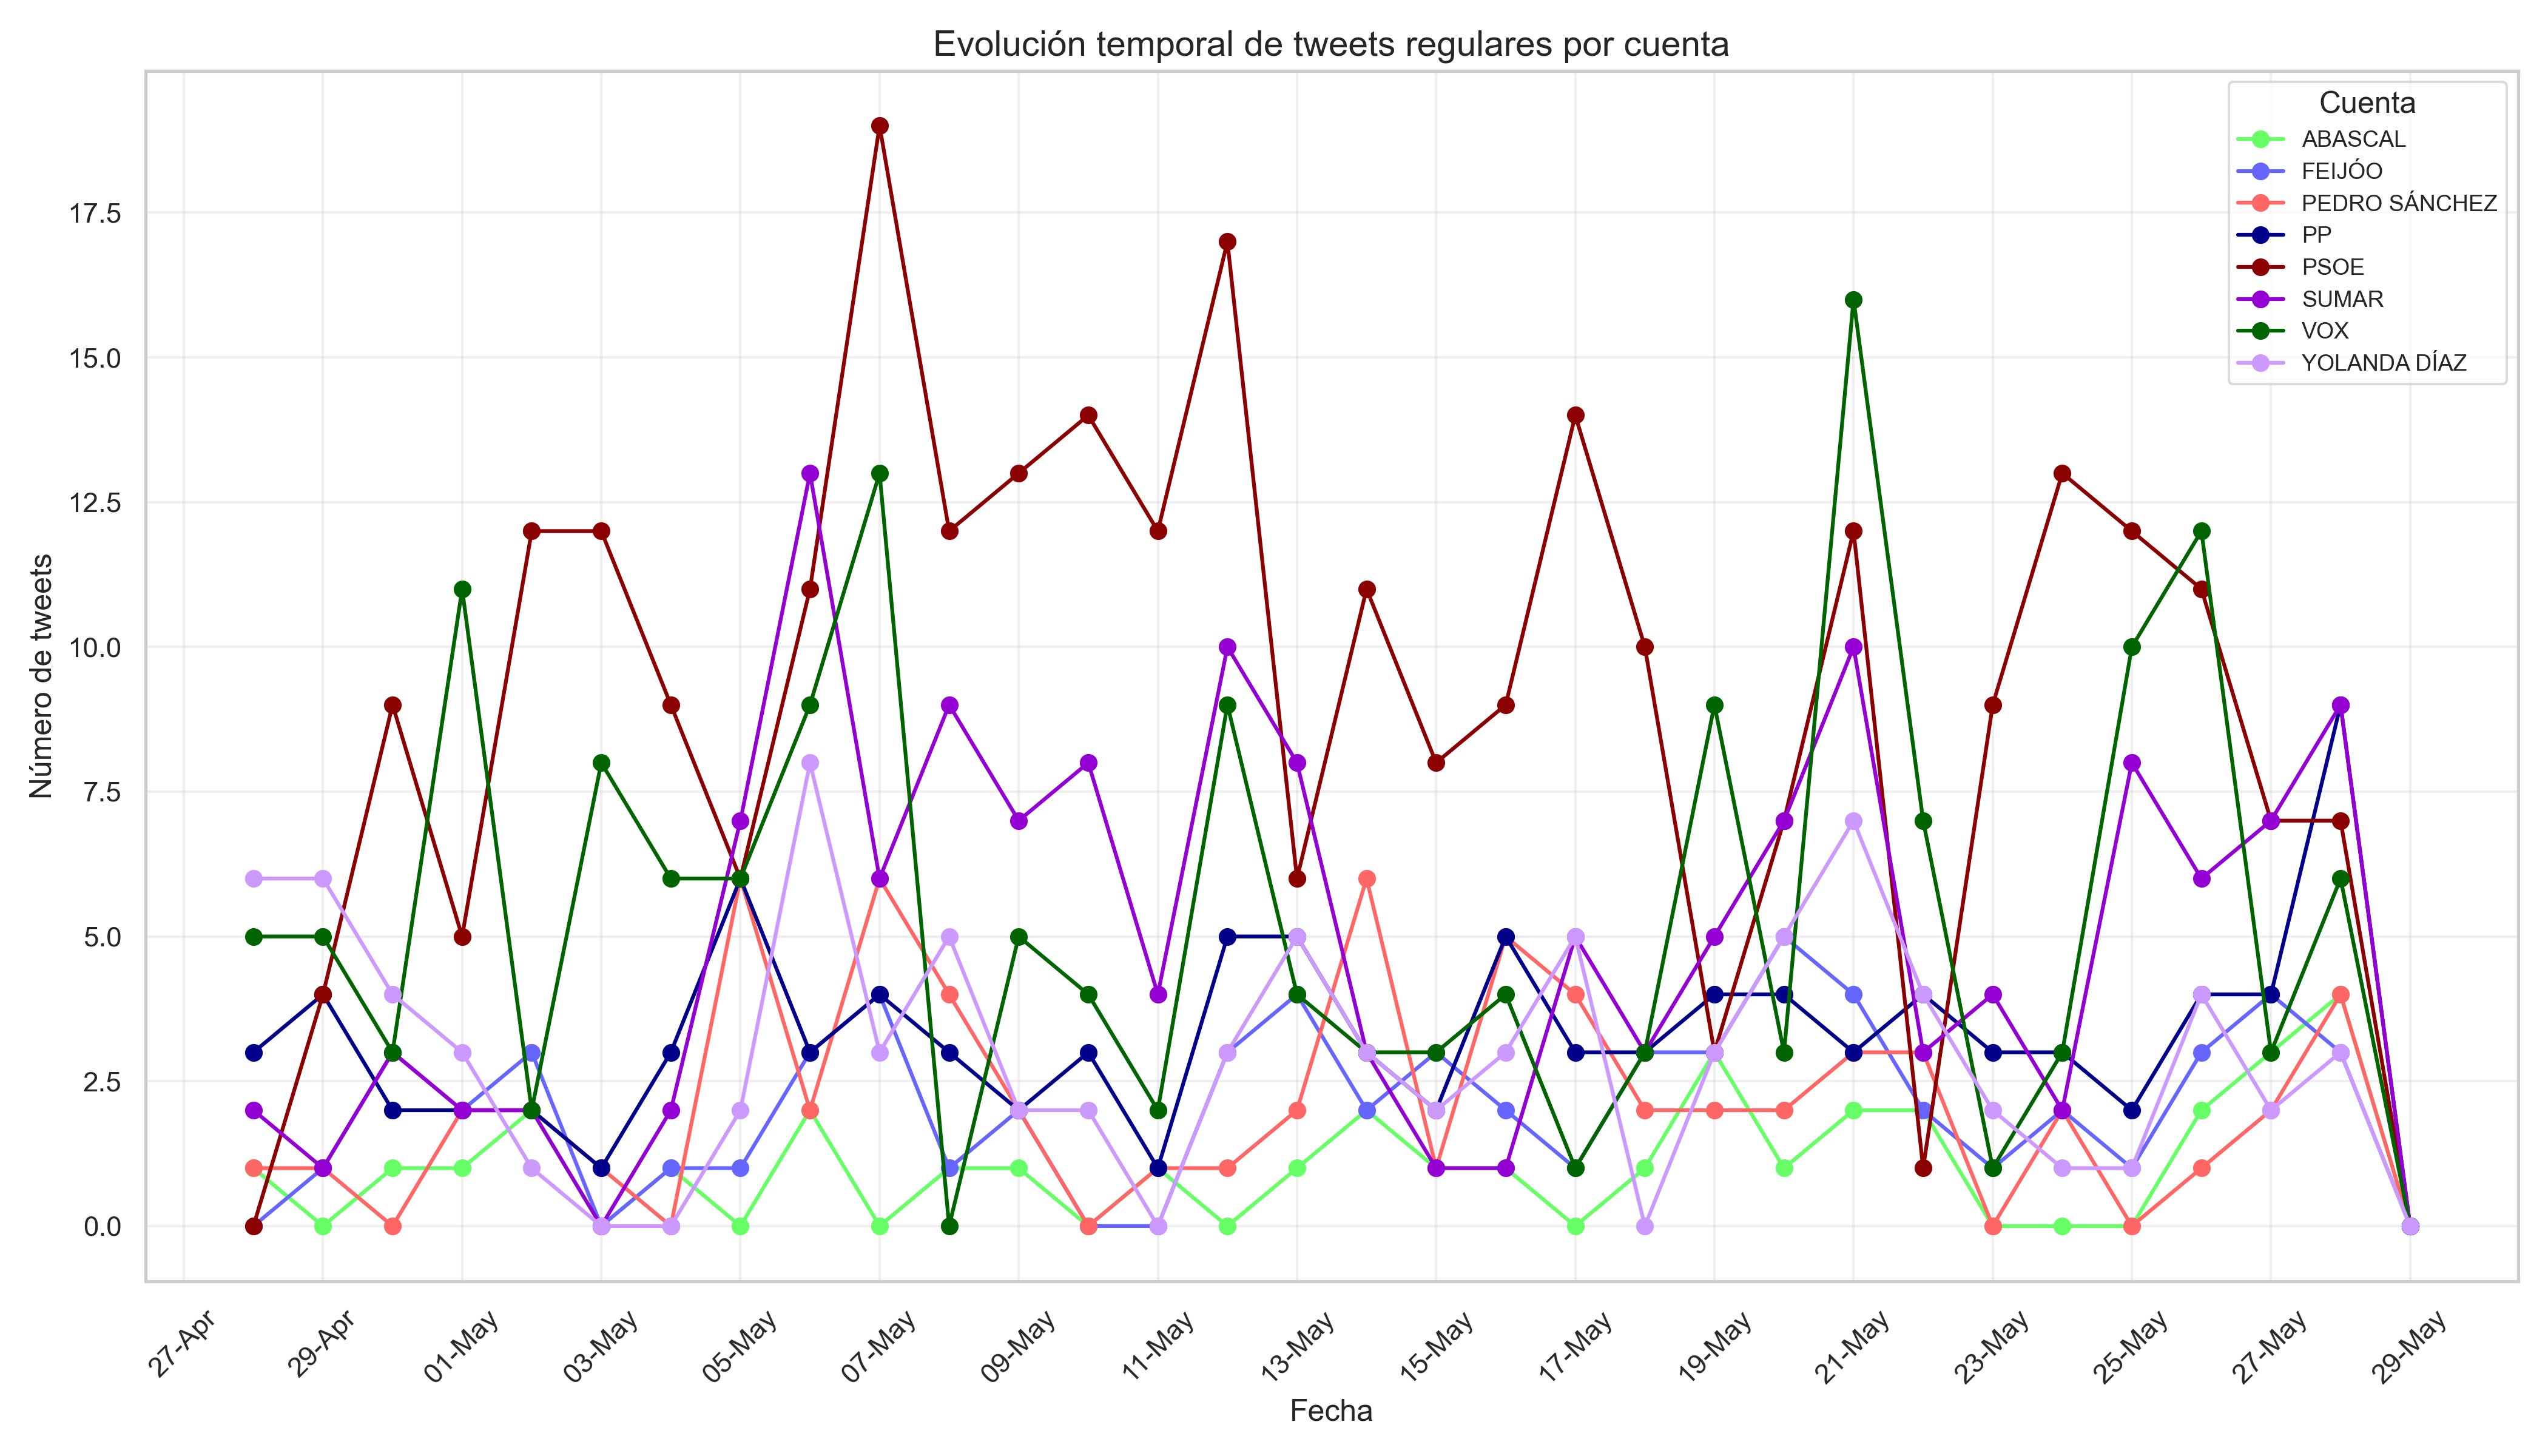 Evolución temporal de tweets regulares por cuenta
Cuenta
ABASCAL
FEIJÓO
PEDRO SÁNCHEZ
PP
PSOE
SUMAR
VOX
YOLANDA DÍAZ
Número de tweets
17.5
15.0
12.5
10.0
7.5
5.0
2.5
0.0
27-Apr
29-Apr
01-May
03-May
05-May
07-May
09-May
11-May
13-May
15-May
17-May
19-May
21-May
23-May
25-May
27-May
29-May
Fecha